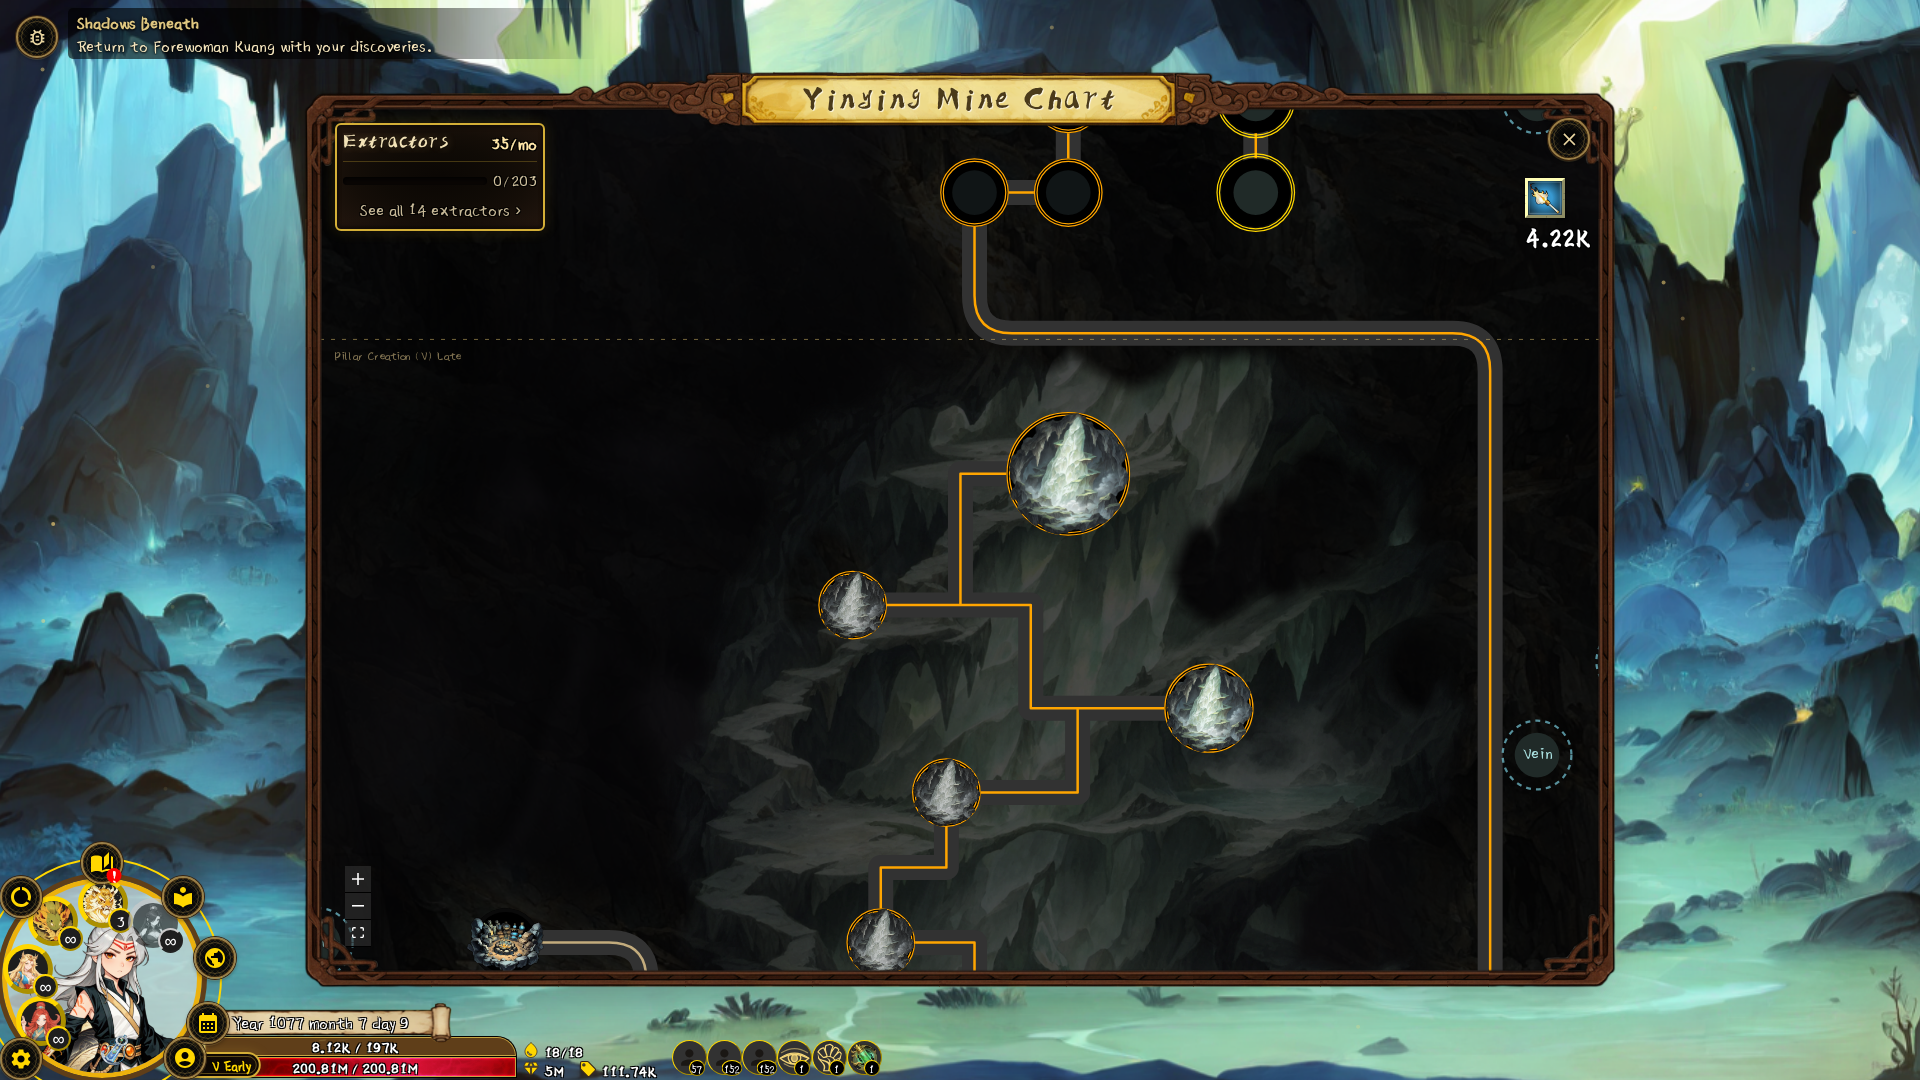 Shadows Beneath
Return to Forewoman Kuang with your discoveries.
Yinying Mine Chart
Extractors 35/mo
0/203
See all 14 extractors ›
4.22K
Pillar Creation (V) Late
Vein
+
−
3
∞
∞
∞
∞
Year 1077 month 7 day 9
8.12K / 197K
V Early
200.81M / 200.81M
18/18
5M
111.74K
57
152
152
1
1
1